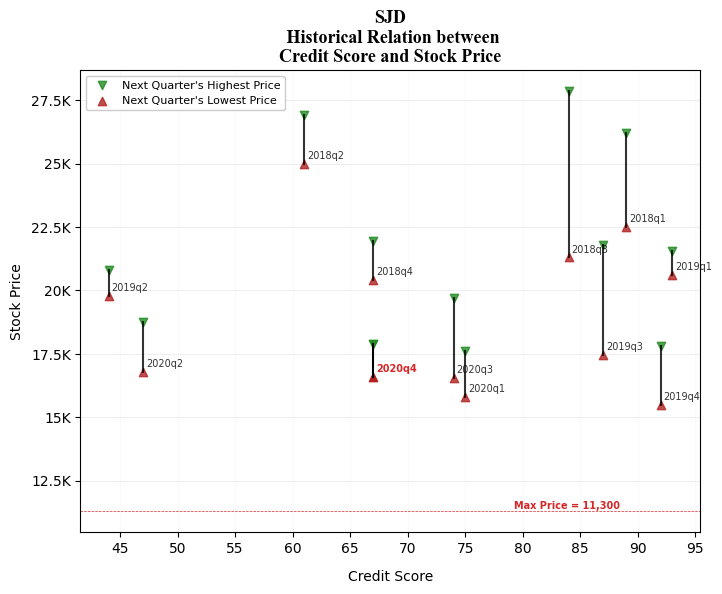 SJD
Historical Relation between
Credit Score and Stock Price
Next Quarter's Highest Price
Next Quarter's Lowest Price
27.5K
25K
22.5K
20K
17.5K
15K
12.5K
Stock Price
2018q2
2018q1
2018q3
2019q1
2018q4
2019q2
2019q3
2020q2
2020q4
2020q3
2020q1
2019q4
Max Price = 11,300
45
50
55
60
65
70
75
80
85
90
95
Credit Score